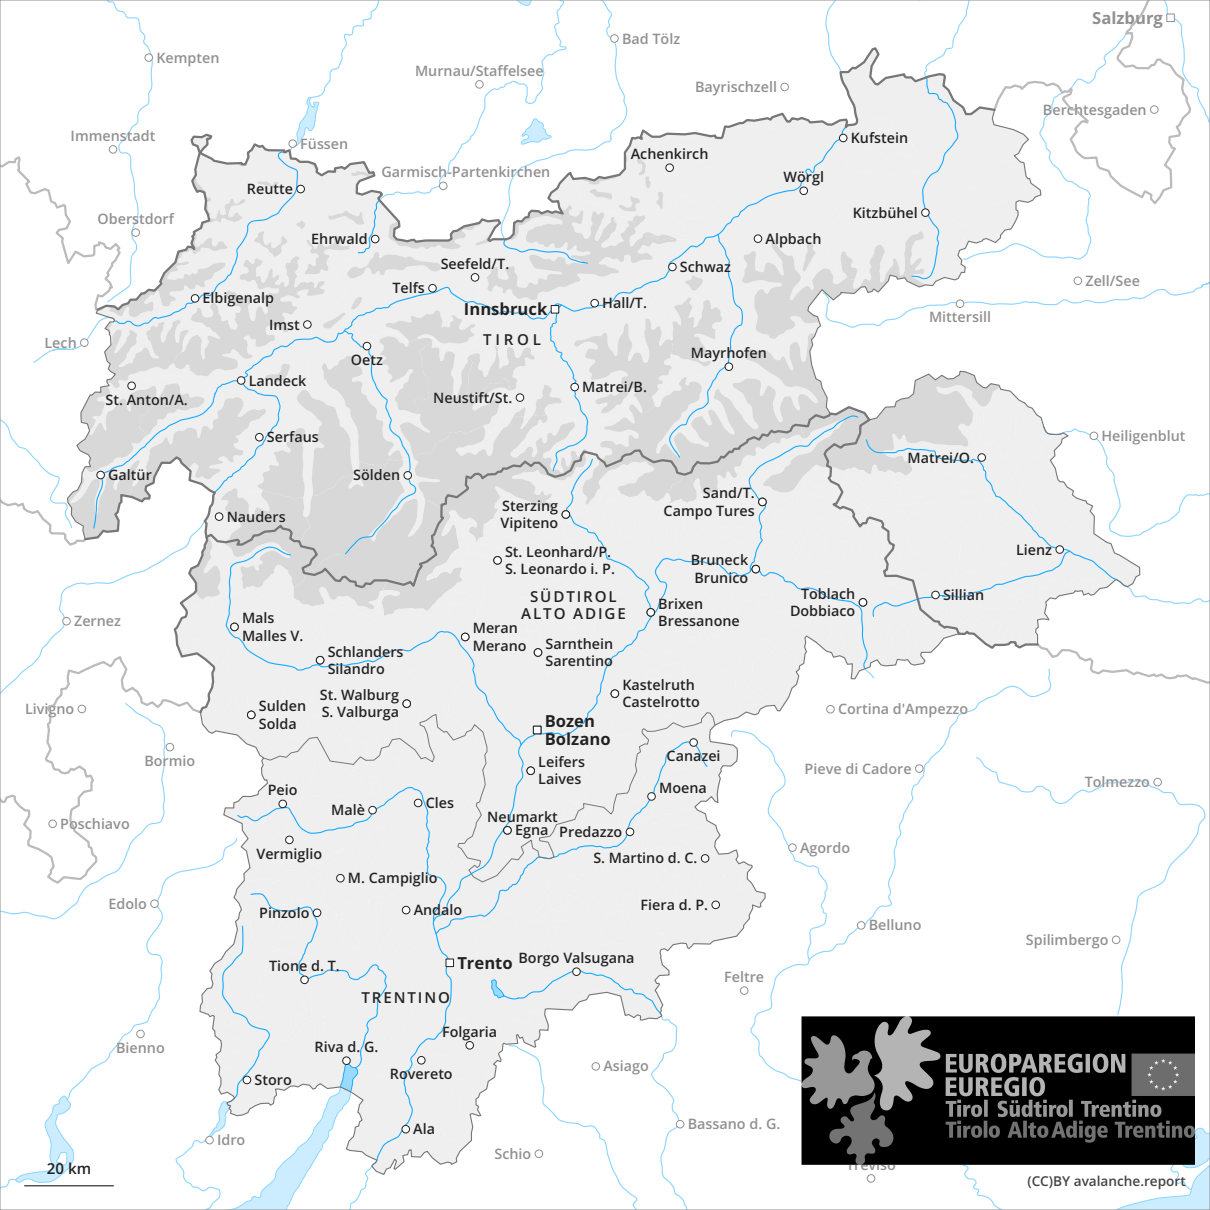 Salzburg
Bad Tölz
Kempten
Murnau/Staffelsee
Bayrischzell
Berchtesgaden
Immenstadt
Füssen
Kufstein
Achenkirch
Garmisch-Partenkirchen
Wörgl
Reutte
Oberstdorf
Kitzbühel
Ehrwald
Alpbach
Seefeld/T.
Schwaz
Zell/See
Telfs
Elbigenalp
Hall/T.
Innsbruck
Mittersill
Imst
TIROL
Lech
Oetz
Mayrhofen
Landeck
Matrei/B.
St. Anton/A.
Neustift/St.
Serfaus
Heiligenblut
Matrei/O.
Galtür
Sölden
Sand/T.
Campo Tures
Sterzing
Vipiteno
Nauders
Lienz
St. Leonhard/P.
S. Leonardo i. P.
Bruneck
Brunico
SÜDTIROL
ALTO ADIGE
Toblach
Dobbiaco
Sillian
Brixen
Bressanone
Zernez
Mals
Malles V.
Meran
Merano
Sarnthein
Sarentino
Schlanders
Silandro
Kastelruth
Castelrotto
St. Walburg
S. Valburga
Livigno
Sulden
Solda
Cortina d'Ampezzo
Bozen
Bolzano
Bormio
Canazei
Leifers
Laives
Pieve di Cadore
Tolmezzo
Peio
Moena
Malè
Cles
Neumarkt
Egna
Poschiavo
Predazzo
Vermiglio
S. Martino d. C.
Agordo
M. Campiglio
Edolo
Pinzolo
Andalo
Fiera d. P.
Belluno
Spilimbergo
Trento
Borgo Valsugana
Tione d. T.
Feltre
TRENTINO
Folgaria
Bienno
Riva d. G.
Rovereto
Storo
Asiago
EUROPAREGION
EUREGIO
Tirol Südtirol Trentino
Tirolo Alto Adige Trentino
Ala
Bassano d. G.
Idro
Schio
Treviso
20 km
(CC)BY avalanche.report